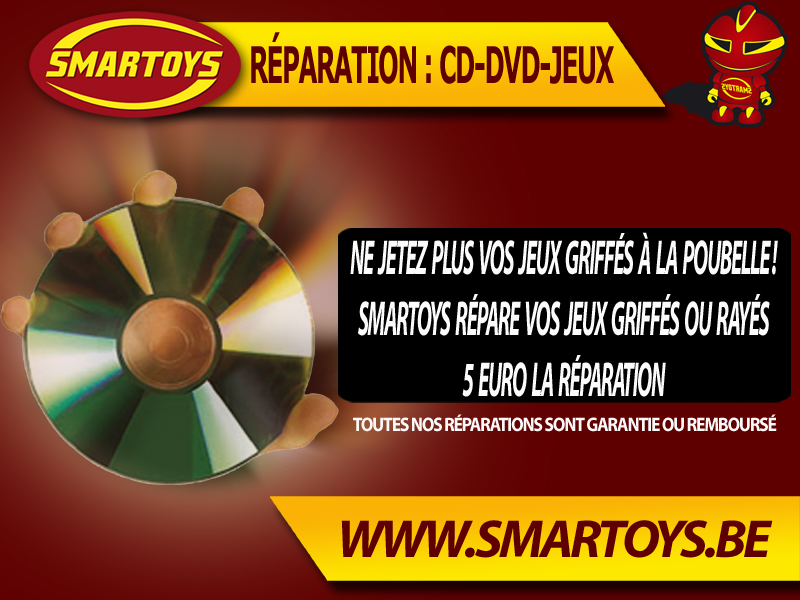 SMARTOYS
RÉPARATION : CD-DVD-JEUX
SMARTOYS
NE JETEZ PLUS VOS JEUX GRIFFÉS À LA POUBELLE!
SMARTOYS RÉPARE VOS JEUX GRIFFÉS OU RAYÉS
5 EURO LA RÉPARATION
TOUTES NOS RÉPARATIONS SONT GARANTIE OU REMBOURSÉ
WWW.SMARTOYS.BE